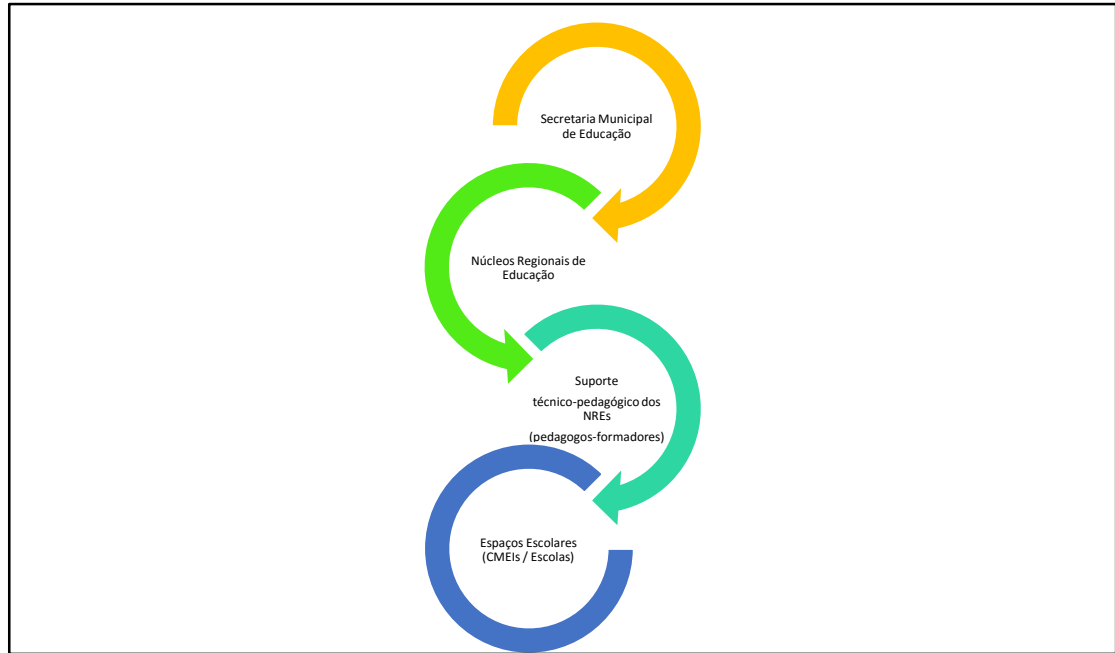 Secretaria Municipal
de Educação
Núcleos Regionais de
Educação
Suporte
técnico-pedagógico dos
NREs
(pedagogos-formadores)
Espaços Escolares
(CMEIs / Escolas)